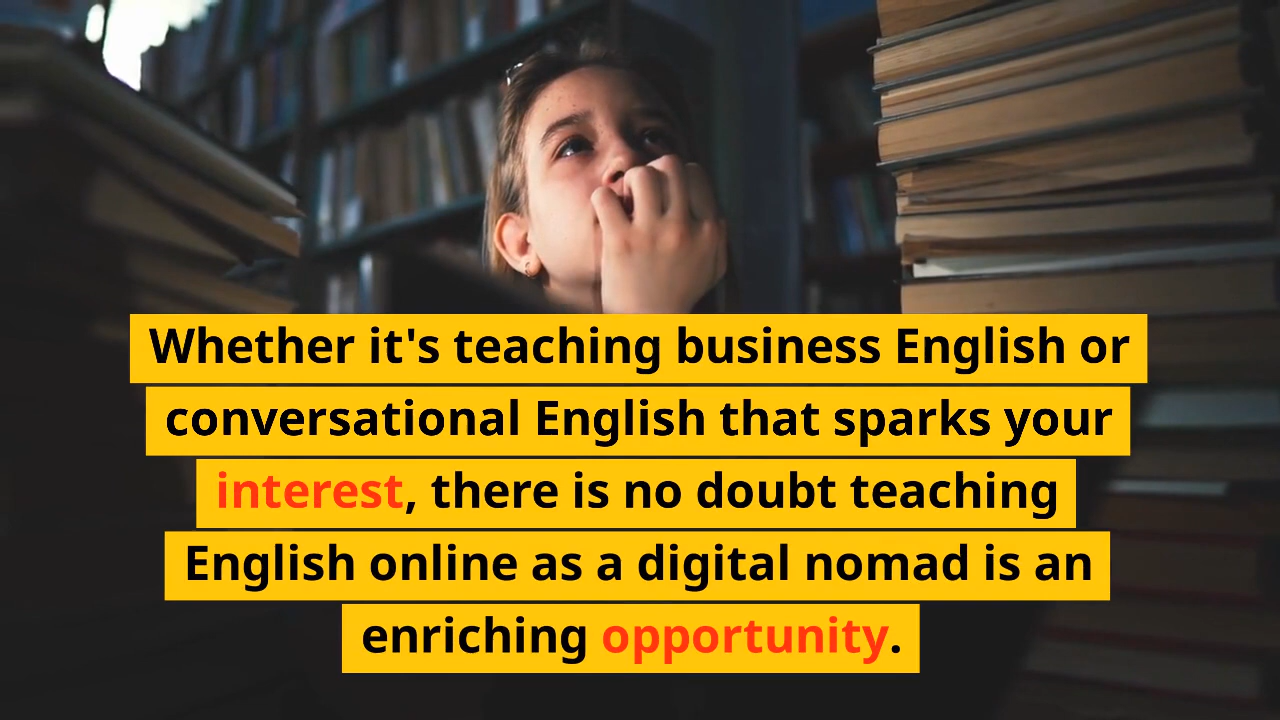 Whether it's teaching business English or
conversational English that sparks your
interest, there is no doubt teaching
English online as a digital nomad is an
enriching opportunity.